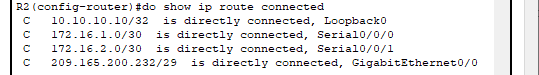 R2(config-router)#do show ip route connected
C   10.10.10.10/32  is directly connected, Loopback0
C   172.16.1.0/30  is directly connected, Serial0/0/0
C   172.16.2.0/30  is directly connected, Serial0/0/1
C   209.165.200.232/29  is directly connected, GigabitEthernet0/0